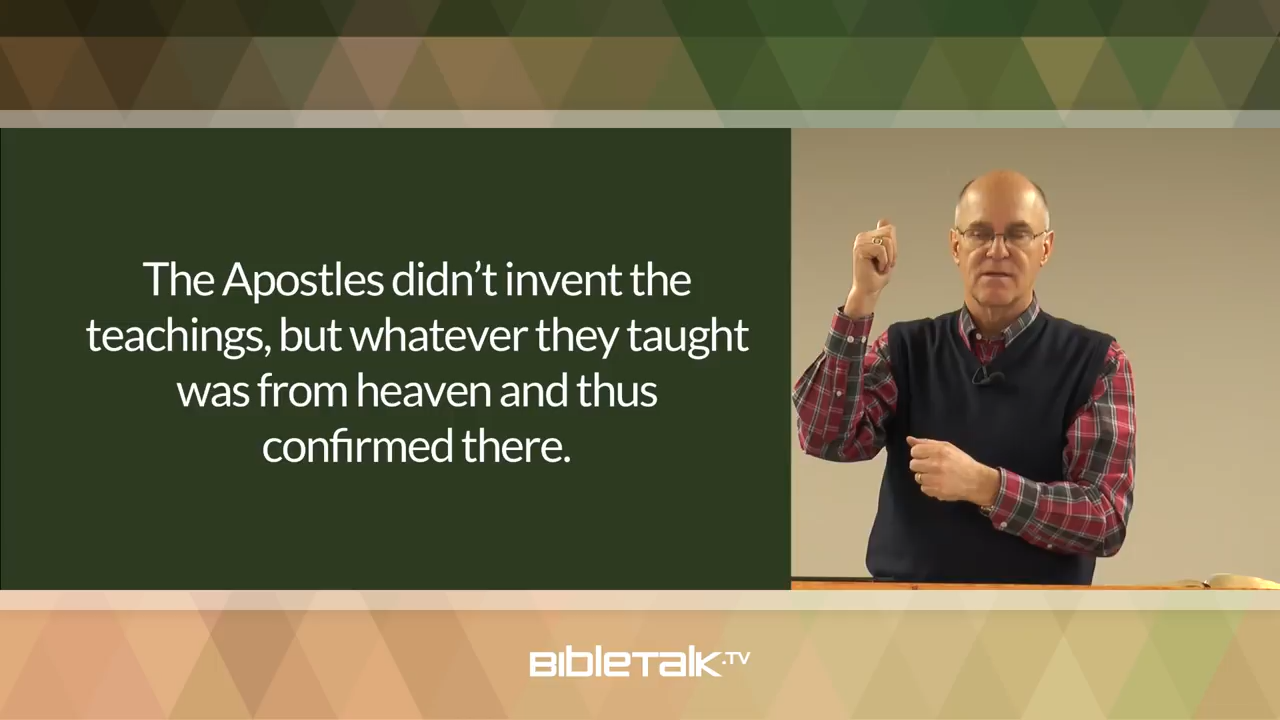 The Apostles didn’t invent the
teachings, but whatever they taught
was from heaven and thus
confirmed there.
BibleTalk.TV